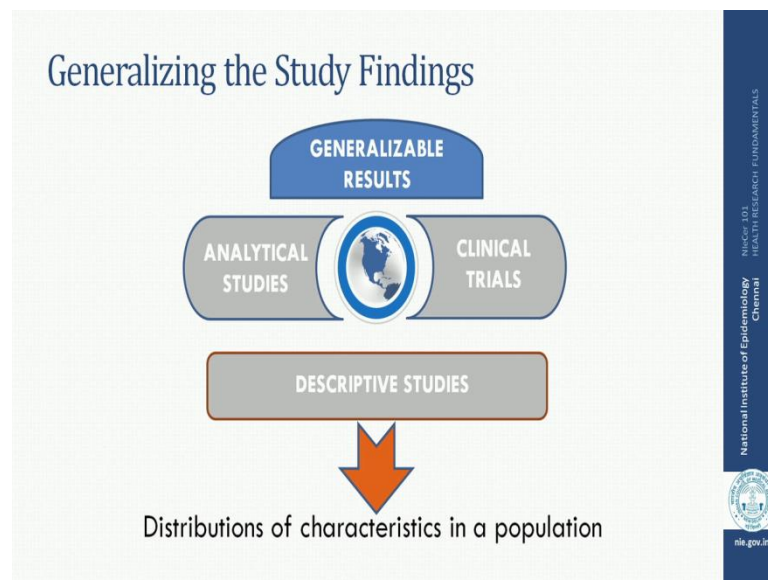 Generalizing the Study Findings
GENERALIZABLE
RESULTS
ANALYTICAL
STUDIES
CLINICAL
TRIALS
DESCRIPTIVE STUDIES
Distributions of characteristics in a population
National Institute of Epidemiology
Chennai
NIeCer 101
HEALTH RESEARCH FUNDAMENTALS
nie.gov.in